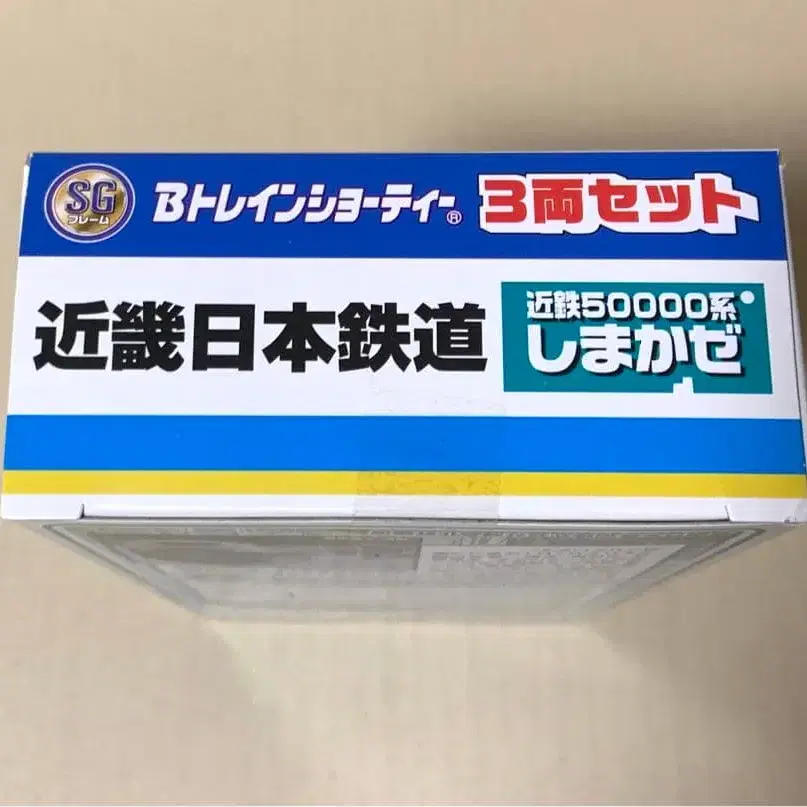 SG
フレーム
Bトレインショーティー® 3両セット
近畿日本鉄道
近鉄50000系
しまかぜ